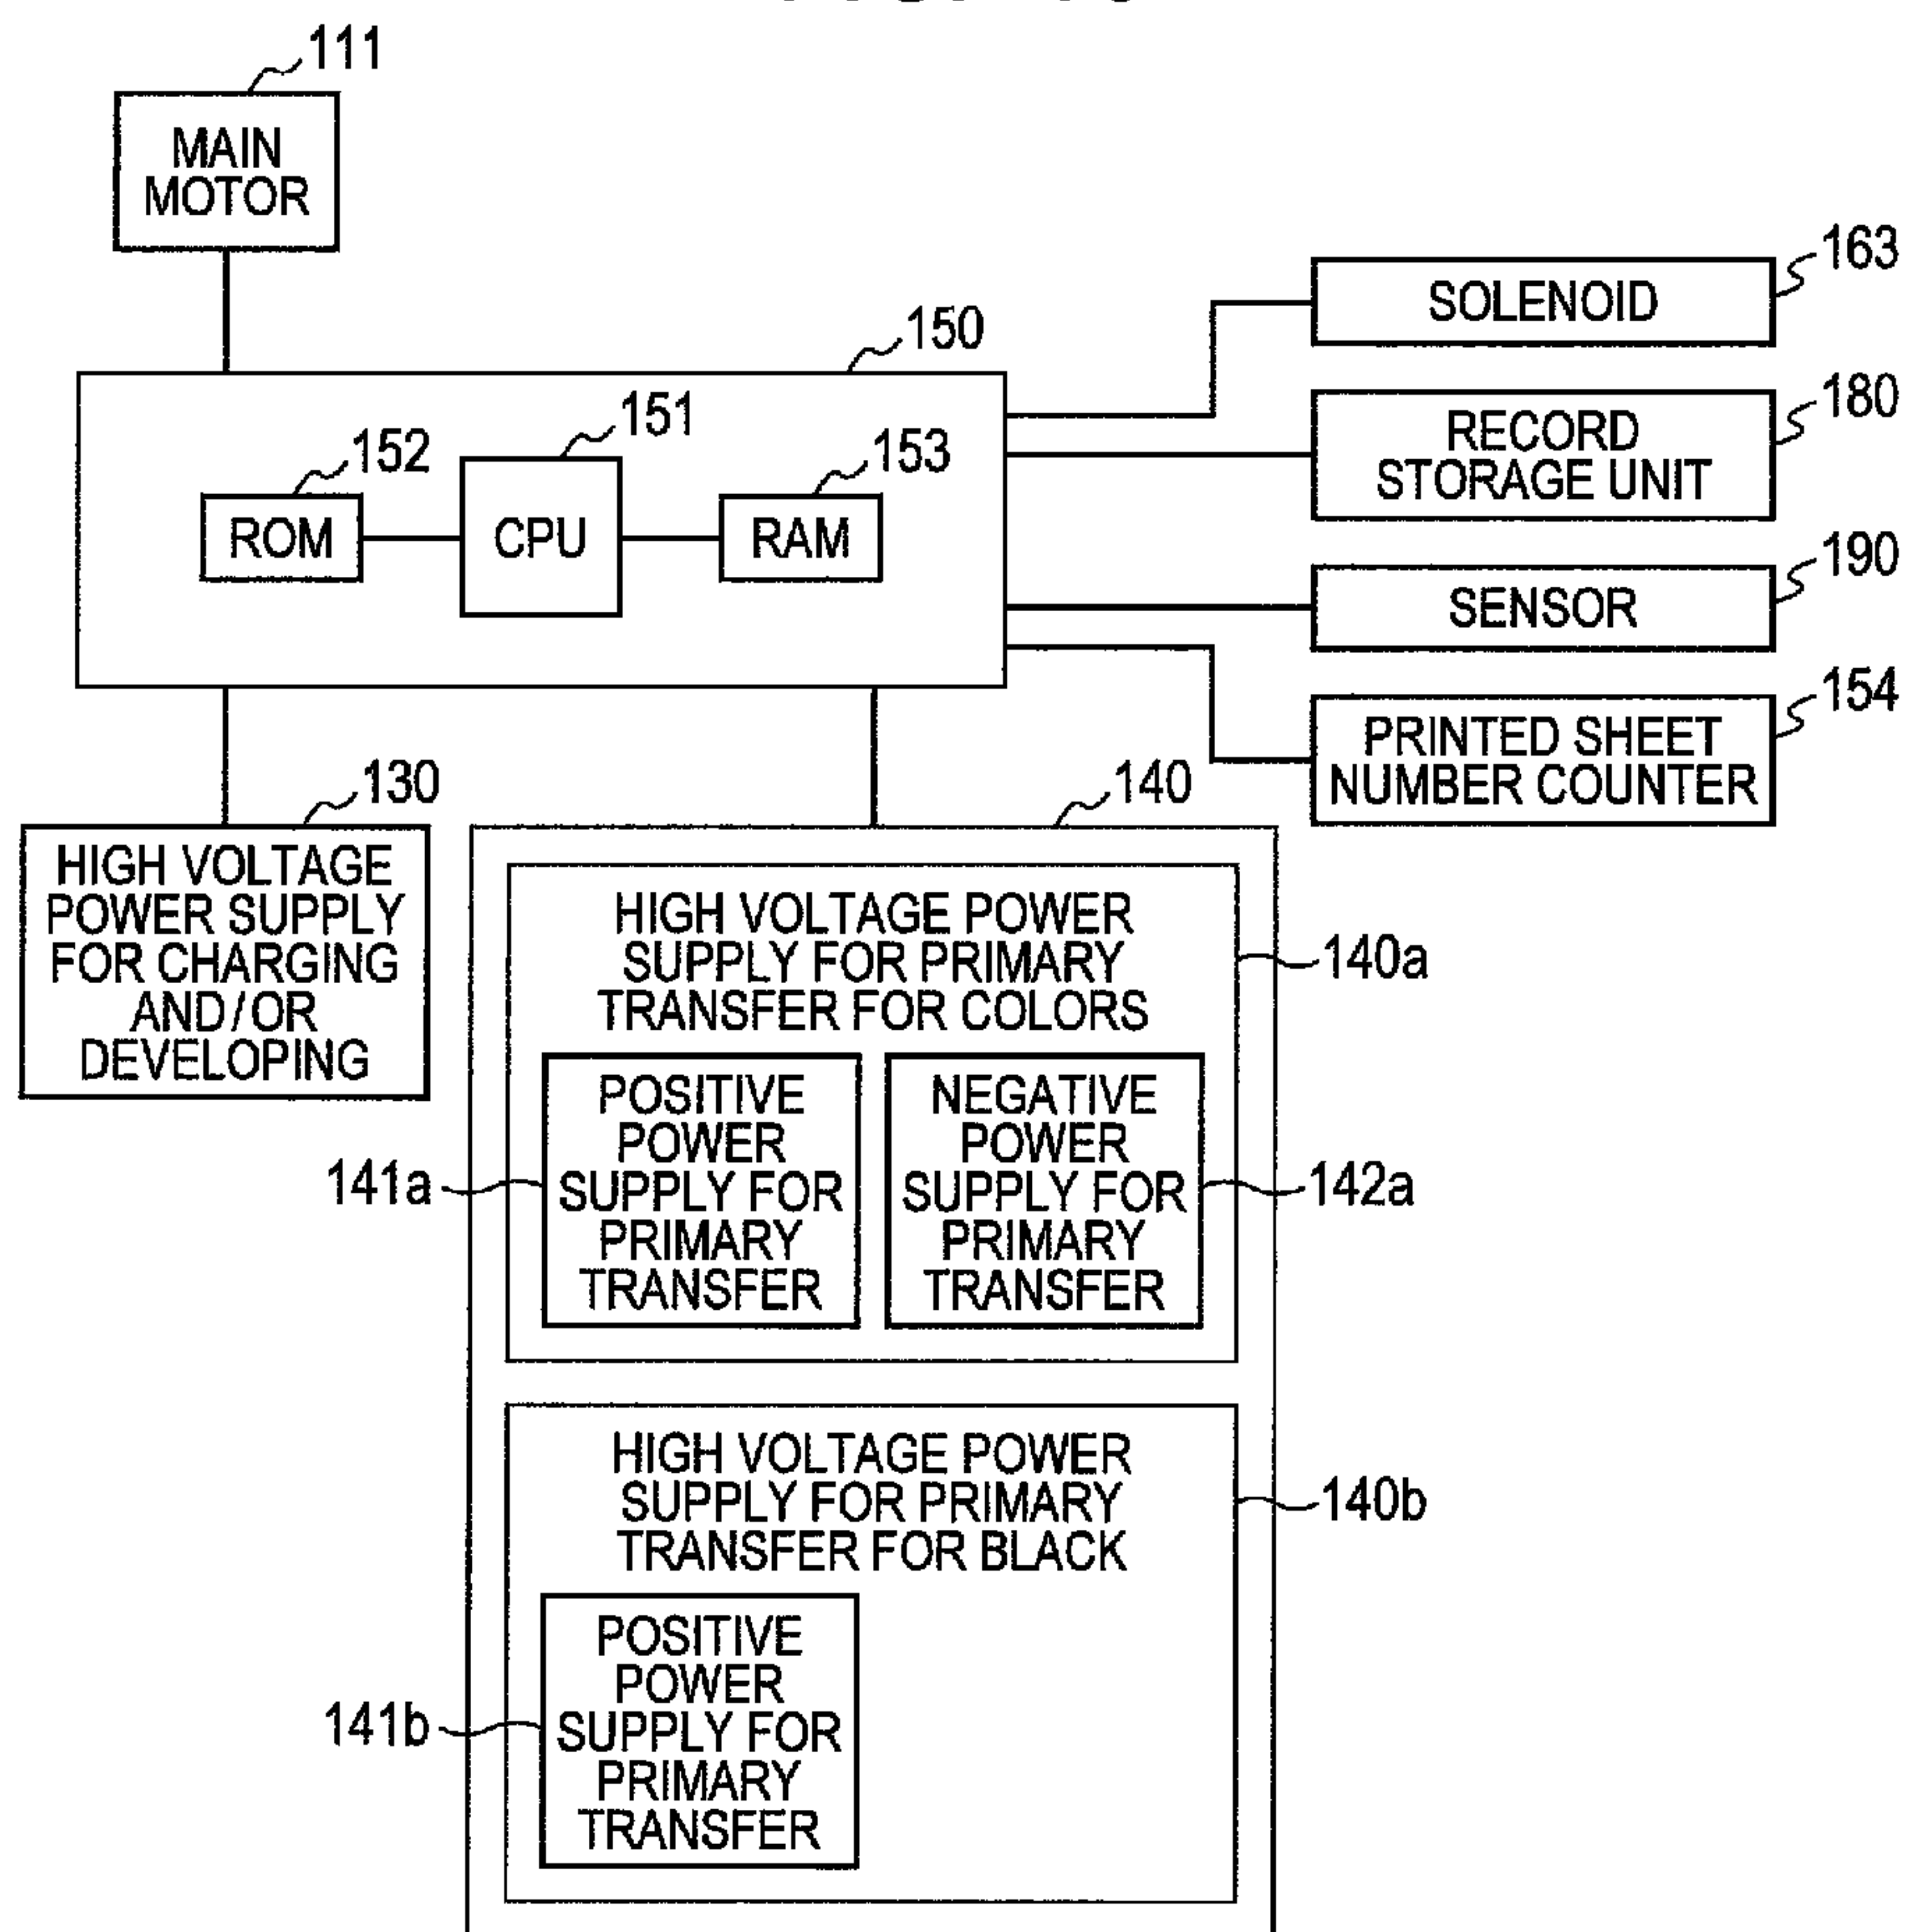 111
MAIN
MOTOR
163
SOLENOID
150
180
RECORD
STORAGE UNIT
151
152
153
ROM
CPU
RAM
190
SENSOR
154
PRINTED SHEET
NUMBER COUNTER
130
HIGH VOLTAGE
POWER SUPPLY
FOR CHARGING
AND/OR
DEVELOPING
140
HIGH VOLTAGE POWER
SUPPLY FOR PRIMARY
TRANSFER FOR COLORS
140a
POSITIVE
POWER
SUPPLY FOR
PRIMARY
TRANSFER
141a
NEGATIVE
POWER
SUPPLY FOR
PRIMARY
TRANSFER
142a
HIGH VOLTAGE POWER
SUPPLY FOR PRIMARY
TRANSFER FOR BLACK
140b
POSITIVE
POWER
SUPPLY FOR
PRIMARY
TRANSFER
141b